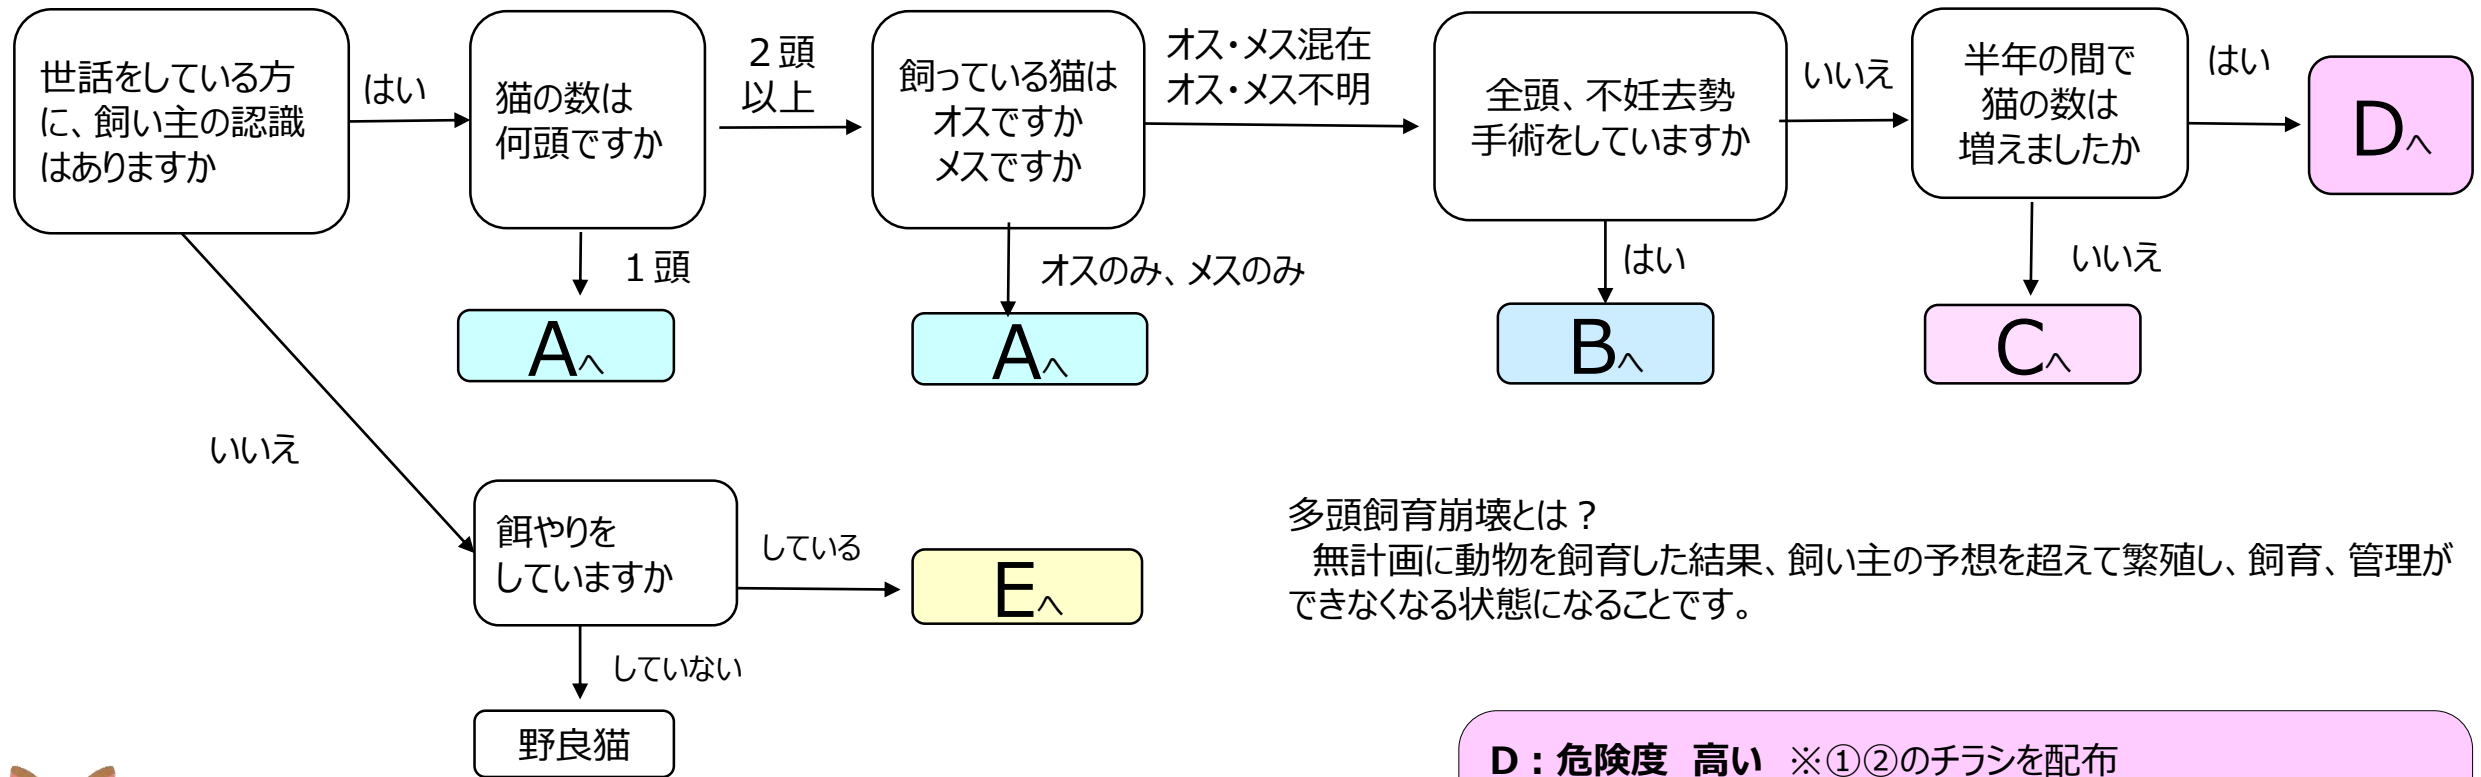 世話をしている方
に、飼い主の認識
はありますか
はい
猫の数は
何頭ですか
２頭
以上
飼っている猫は
オスですか
メスですか
オス・メス混在
オス・メス不明
全頭、不妊去勢
手術をしていますか
いいえ
半年の間で
猫の数は
増えましたか
はい
Dへ
１頭
Aへ
オスのみ、メスのみ
Aへ
はい
Bへ
いいえ
Cへ
いいえ
餌やりを
していますか
している
Eへ
していない
野良猫
多頭飼育崩壊とは？
無計画に動物を飼育した結果、飼い主の予想を超えて繁殖し、飼育、管理が
できなくなる状態になることです。
D：危険度 高い ※①②のチラシを配布